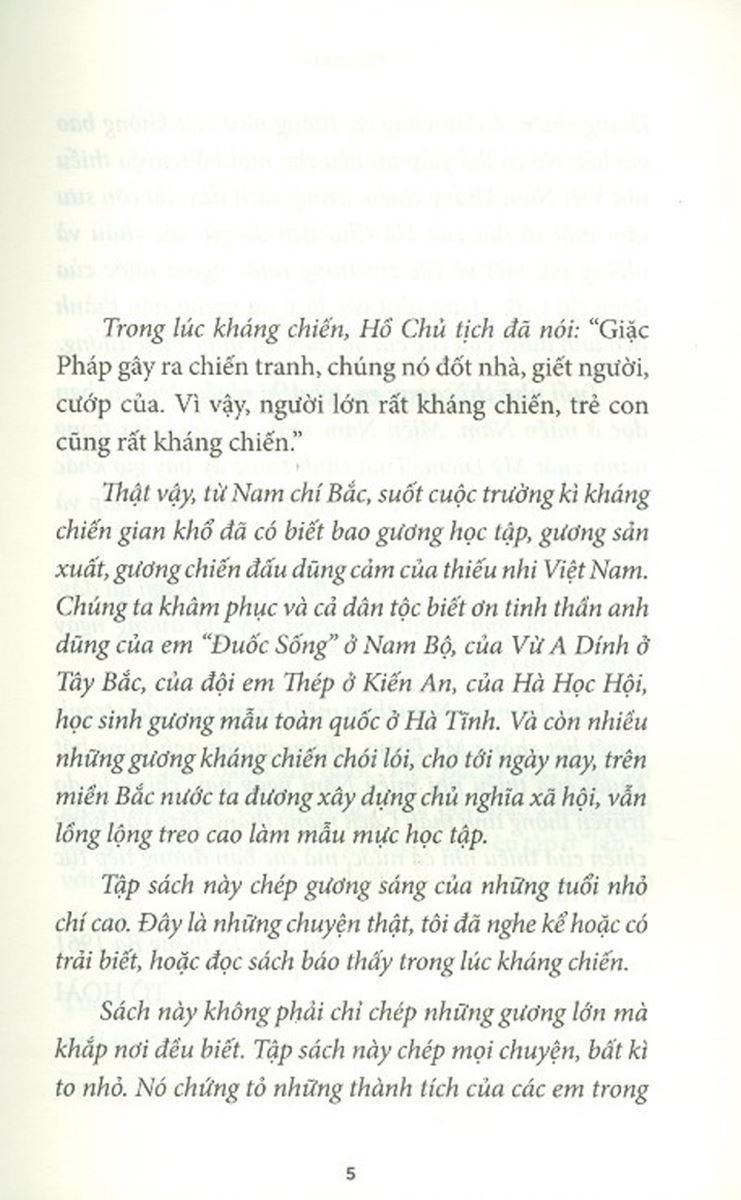 Trong lúc kháng chiến, Hồ Chủ tịch đã nói: “Giặc
Pháp gây ra chiến tranh, chúng nó đốt nhà, giết người,
cướp của. Vì vậy, người lớn rất kháng chiến, trẻ con
cũng rất kháng chiến.”
Thật vậy, từ Nam chí Bắc, suốt cuộc trường kì kháng
chiến gian khổ đã có biết bao gương học tập, gương sản
xuất, gương chiến đấu dũng cảm của thiếu nhi Việt Nam.
Chúng ta khâm phục và cả dân tộc biết ơn tinh thần anh
dũng của em “Đuốc Sống” ở Nam Bộ, của Vừ A Dính ở
Tây Bắc, của đội em Thép ở Kiến An, của Hà Học Hội,
học sinh gương mẫu toàn quốc ở Hà Tĩnh. Và còn nhiều
những gương kháng chiến chói lói, cho tới ngày nay, trên
miền Bắc nước ta đương xây dựng chủ nghĩa xã hội, vẫn
lồng lộng treo cao làm mẫu mực học tập.
Tập sách này chép gương sáng của những tuổi nhỏ
chí cao. Đây là những chuyện thật, tôi đã nghe kể hoặc có
trải biết, hoặc đọc sách báo thấy trong lúc kháng chiến.
Sách này không phải chỉ chép những gương lớn mà
khắp nơi đều biết. Tập sách này chép mọi chuyện, bất kì
to nhỏ. Nó chứng tỏ những thành tích của các em trong
5